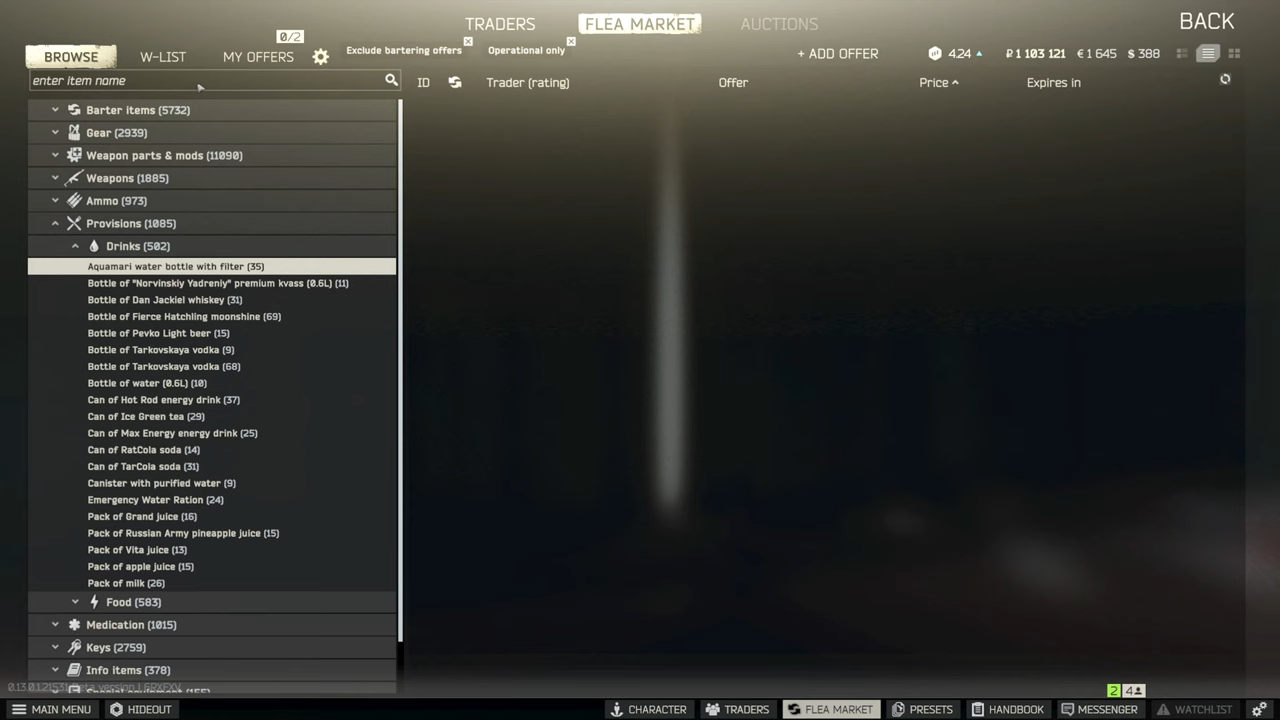 TRADERS FLEA MARKET AUCTIONS BACK
0/2
BROWSE W-LIST MY OFFERS Exclude bartering offers Operational only + ADD OFFER 4.24 ₽ 1 103 121 € 1 645 $ 388
enter item name ID Trader (rating) Offer Price Expires in
Barter items (5732)
Gear (2939)
Weapon parts & mods (11090)
Weapons (1885)
Ammo (973)
Provisions (1085)
Drinks (502)
Aquamari water bottle with filter (35)
Bottle of "Norvinskiy Yadreniy" premium kvass (0.6L) (11)
Bottle of Dan Jackiel whiskey (31)
Bottle of Fierce Hatchling moonshine (69)
Bottle of Pevko Light beer (15)
Bottle of Tarkovskaya vodka (9)
Bottle of Tarkovskaya vodka (68)
Bottle of water (0.6L) (10)
Can of Hot Rod energy drink (37)
Can of Ice Green tea (29)
Can of Max Energy energy drink (25)
Can of RatCola soda (14)
Can of TarCola soda (31)
Canister with purified water (9)
Emergency Water Ration (24)
Pack of Grand juice (16)
Pack of Russian Army pineapple juice (15)
Pack of Vita juice (13)
Pack of apple juice (15)
Pack of milk (26)
Food (583)
Medication (1015)
Keys (2759)
Info items (378)
Special equipment (155)
2 4
MAIN MENU HIDEOUT CHARACTER TRADERS FLEA MARKET PRESETS HANDBOOK MESSENGER WATCHLIST